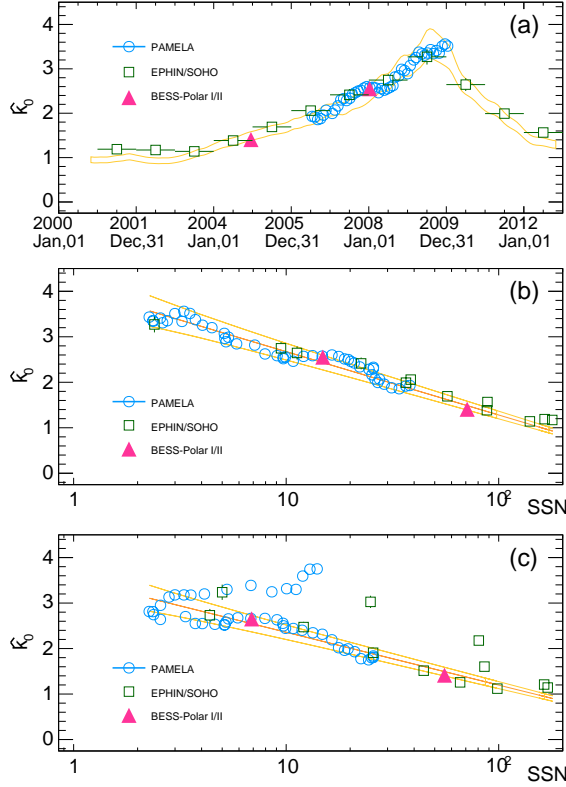 (a)
4
3
2
1
0
κ̂₀
PAMELA
EPHIN/SOHO
BESS-Polar I/II
2000 2001 2004 2005 2008 2009 2012
Jan,01 Dec,31 Jan,01 Dec,31 Jan,01 Dec,31 Jan,01
(b)
4
3
2
1
0
κ̂₀
PAMELA
EPHIN/SOHO
BESS-Polar I/II
1 10 10² SSN
(c)
4
3
2
1
0
κ̂₀
PAMELA
EPHIN/SOHO
BESS-Polar I/II
1 10 10² SSN